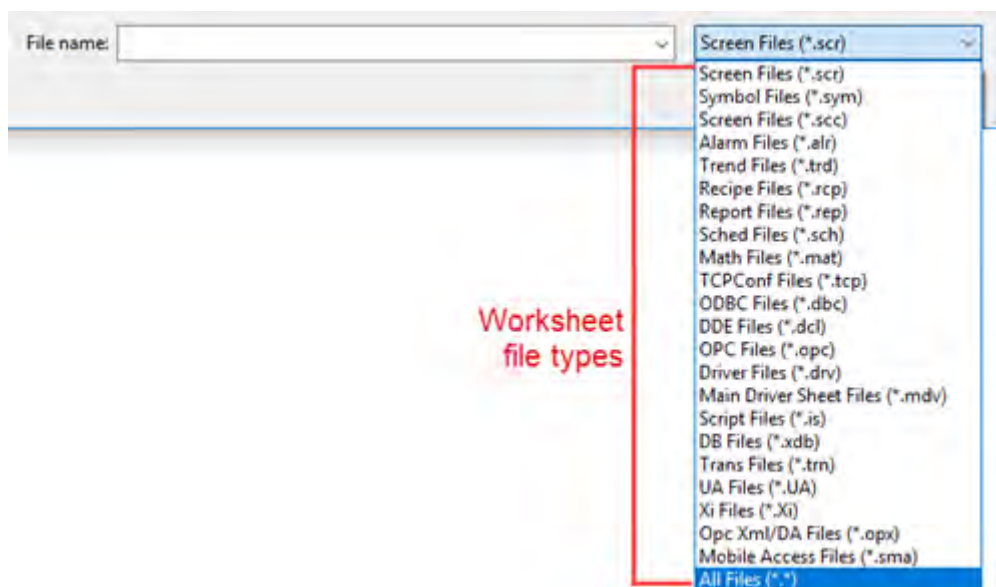 File name:
Screen Files (*.scr)
Screen Files (*.scr)
Symbol Files (*.sym)
Screen Files (*.scc)
Alarm Files (*.alr)
Trend Files (*.trd)
Recipe Files (*.rcp)
Report Files (*.rep)
Sched Files (*.sch)
Math Files (*.mat)
TCPConf Files (*.tcp)
ODBC Files (*.dbc)
DDE Files (*.dcl)
OPC Files (*.opc)
Driver Files (*.drv)
Main Driver Sheet Files (*.mdv)
Script Files (*.is)
DB Files (*.xdb)
Trans Files (*.trn)
UA Files (*.UA)
Xi Files (*.Xi)
Opc Xml/DA Files (*.opx)
Mobile Access Files (*.sma)
All Files (*.*)
Worksheet
file types